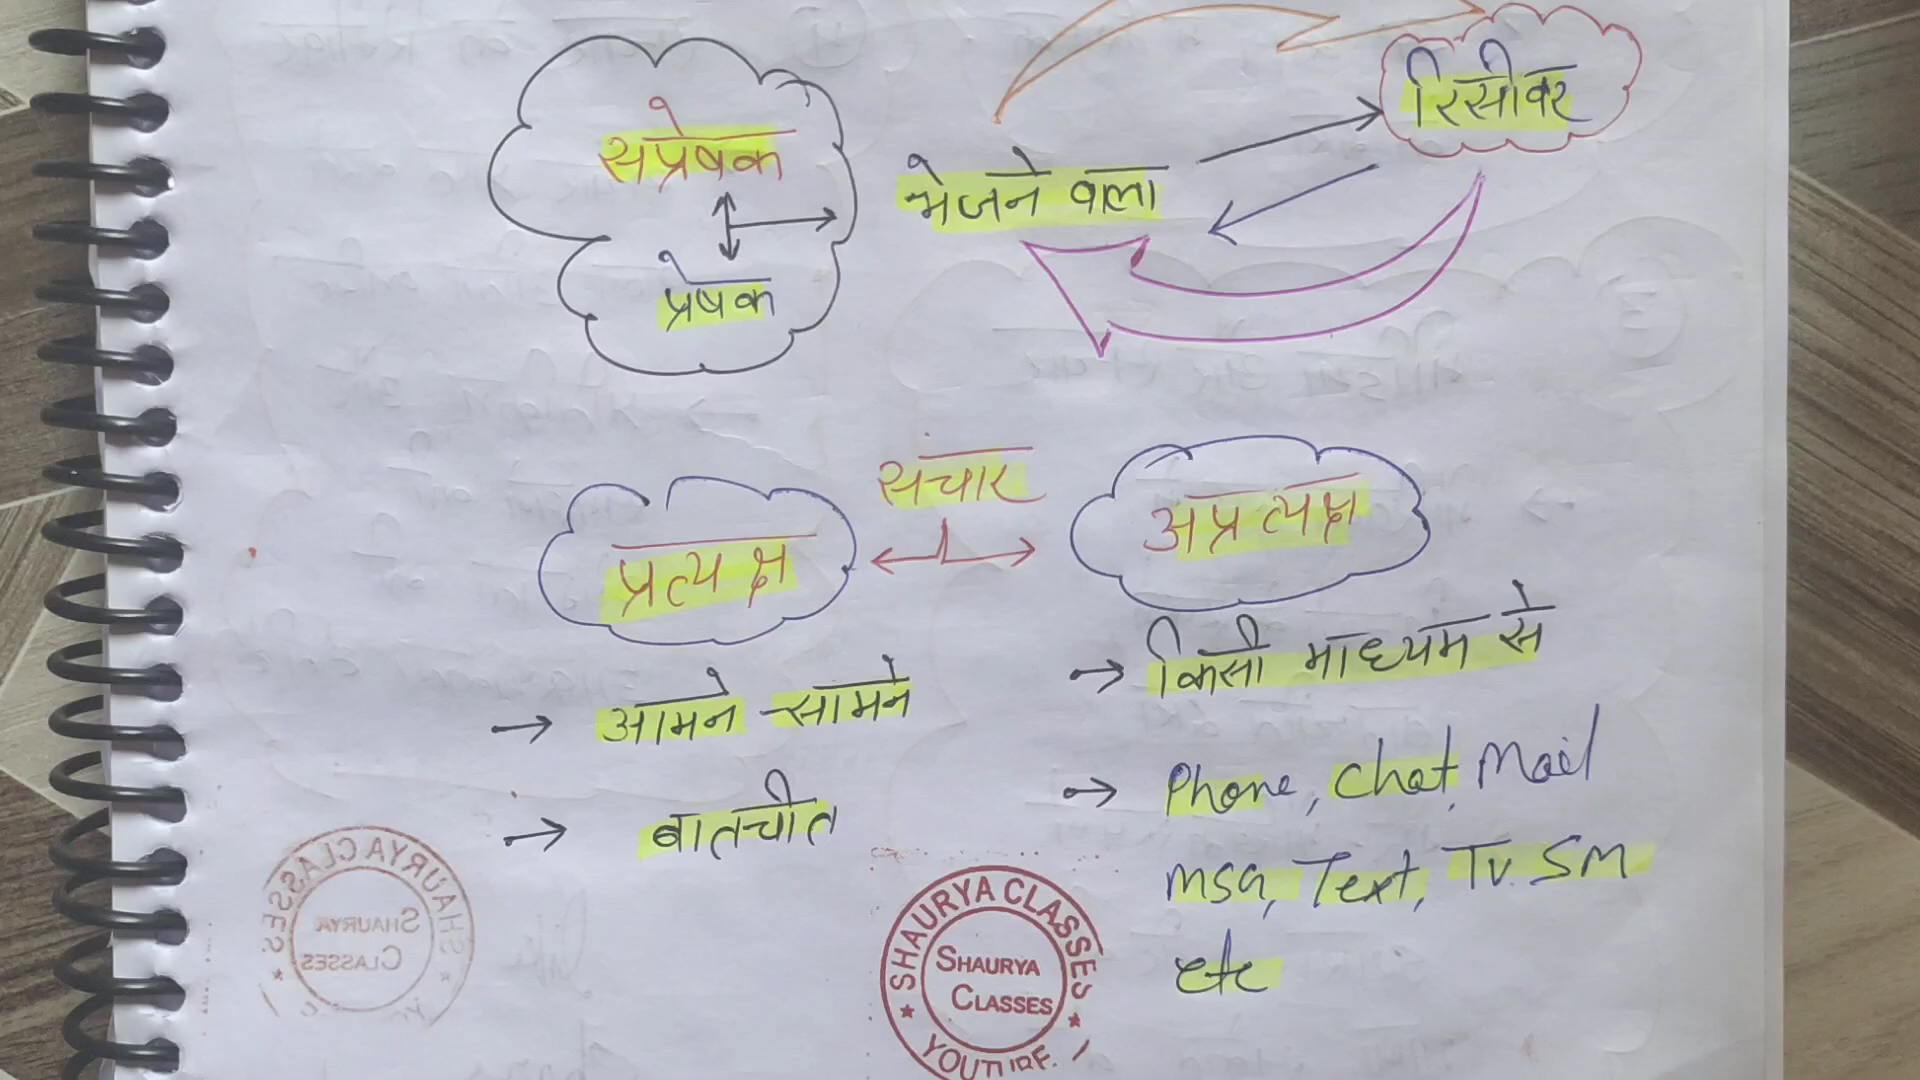 संप्रेषक
प्रेषक
भेजने वाला
रिसीवर
संचार
प्रत्यक्ष
अप्रत्यक्ष
→ आमने-सामने
→ बातचीत
→ किसी माध्यम से
→ Phone, Chat, Mail
MSG, Text, TV. SM
etc
SHAURYA CLASSES
SHAURYA
CLASSES
YOUTUBE